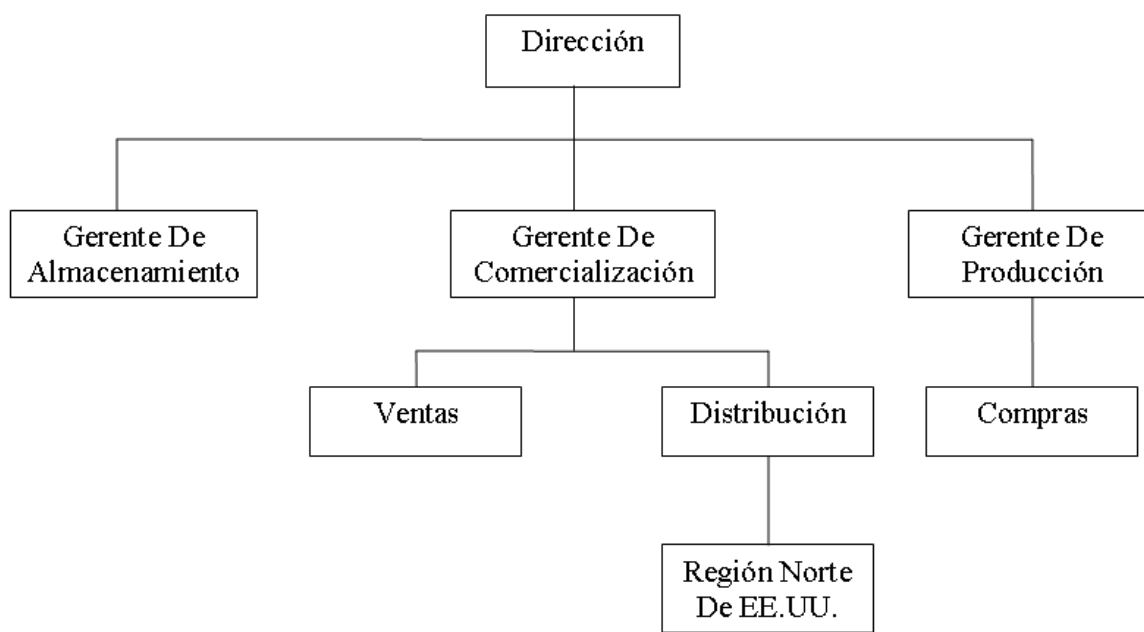 Dirección
Gerente De
Almacenamiento
Gerente De
Comercialización
Gerente De
Producción
Ventas
Distribución
Compras
Región Norte
De EE.UU.